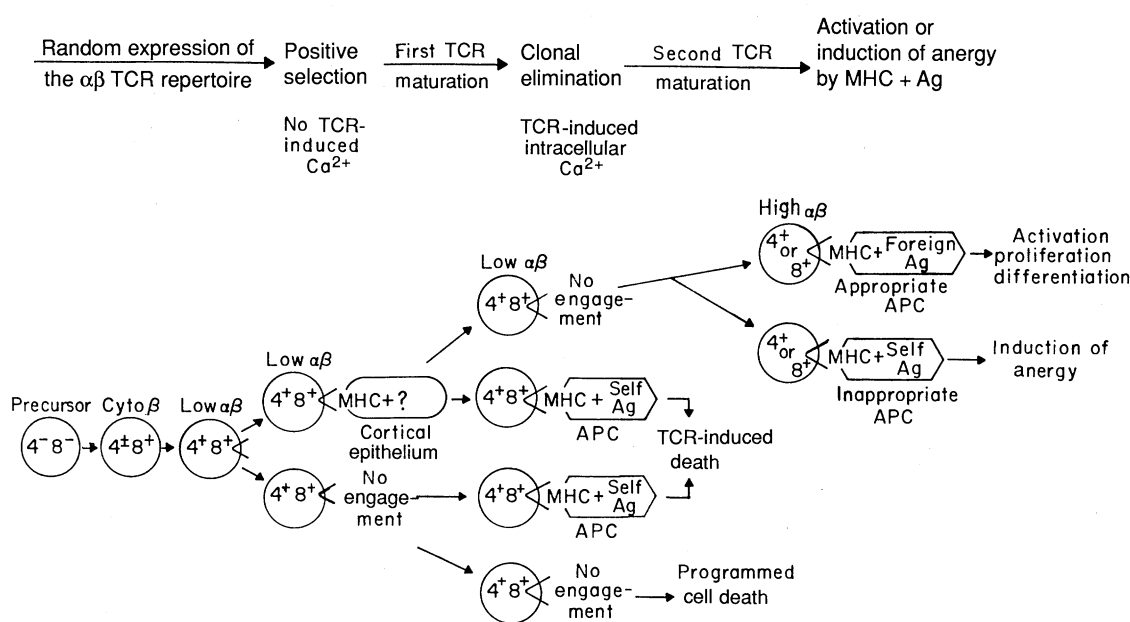 Random expression of
the αβ TCR repertoire
Positive
selection
First TCR
maturation
Clonal
elimination
Second TCR
maturation
Activation or
induction of anergy
by MHC + Ag
No TCR-
induced
Ca²⁺
TCR-induced
intracellular
Ca²⁺
High αβ
4⁺
or
8⁺
MHC+
Foreign
Ag
Appropriate
APC
Activation
proliferation
differentiation
Low αβ
4⁺8⁺
No
engage-
ment
4⁺
or
8⁺
MHC+
Self
Ag
Inappropriate
APC
Induction of
anergy
Low αβ
4⁺8⁺
MHC+?
Cortical
epithelium
4⁺8⁺
MHC +
Self
Ag
APC
TCR-induced
death
Precursor
4⁻8⁻
Cyto β
4±8⁺
Low αβ
4⁺8⁺
4⁺8⁺
No
engage-
ment
4⁺8⁺
MHC+
Self
Ag
APC
4⁺8⁺
No
engage-
ment
Programmed
cell death